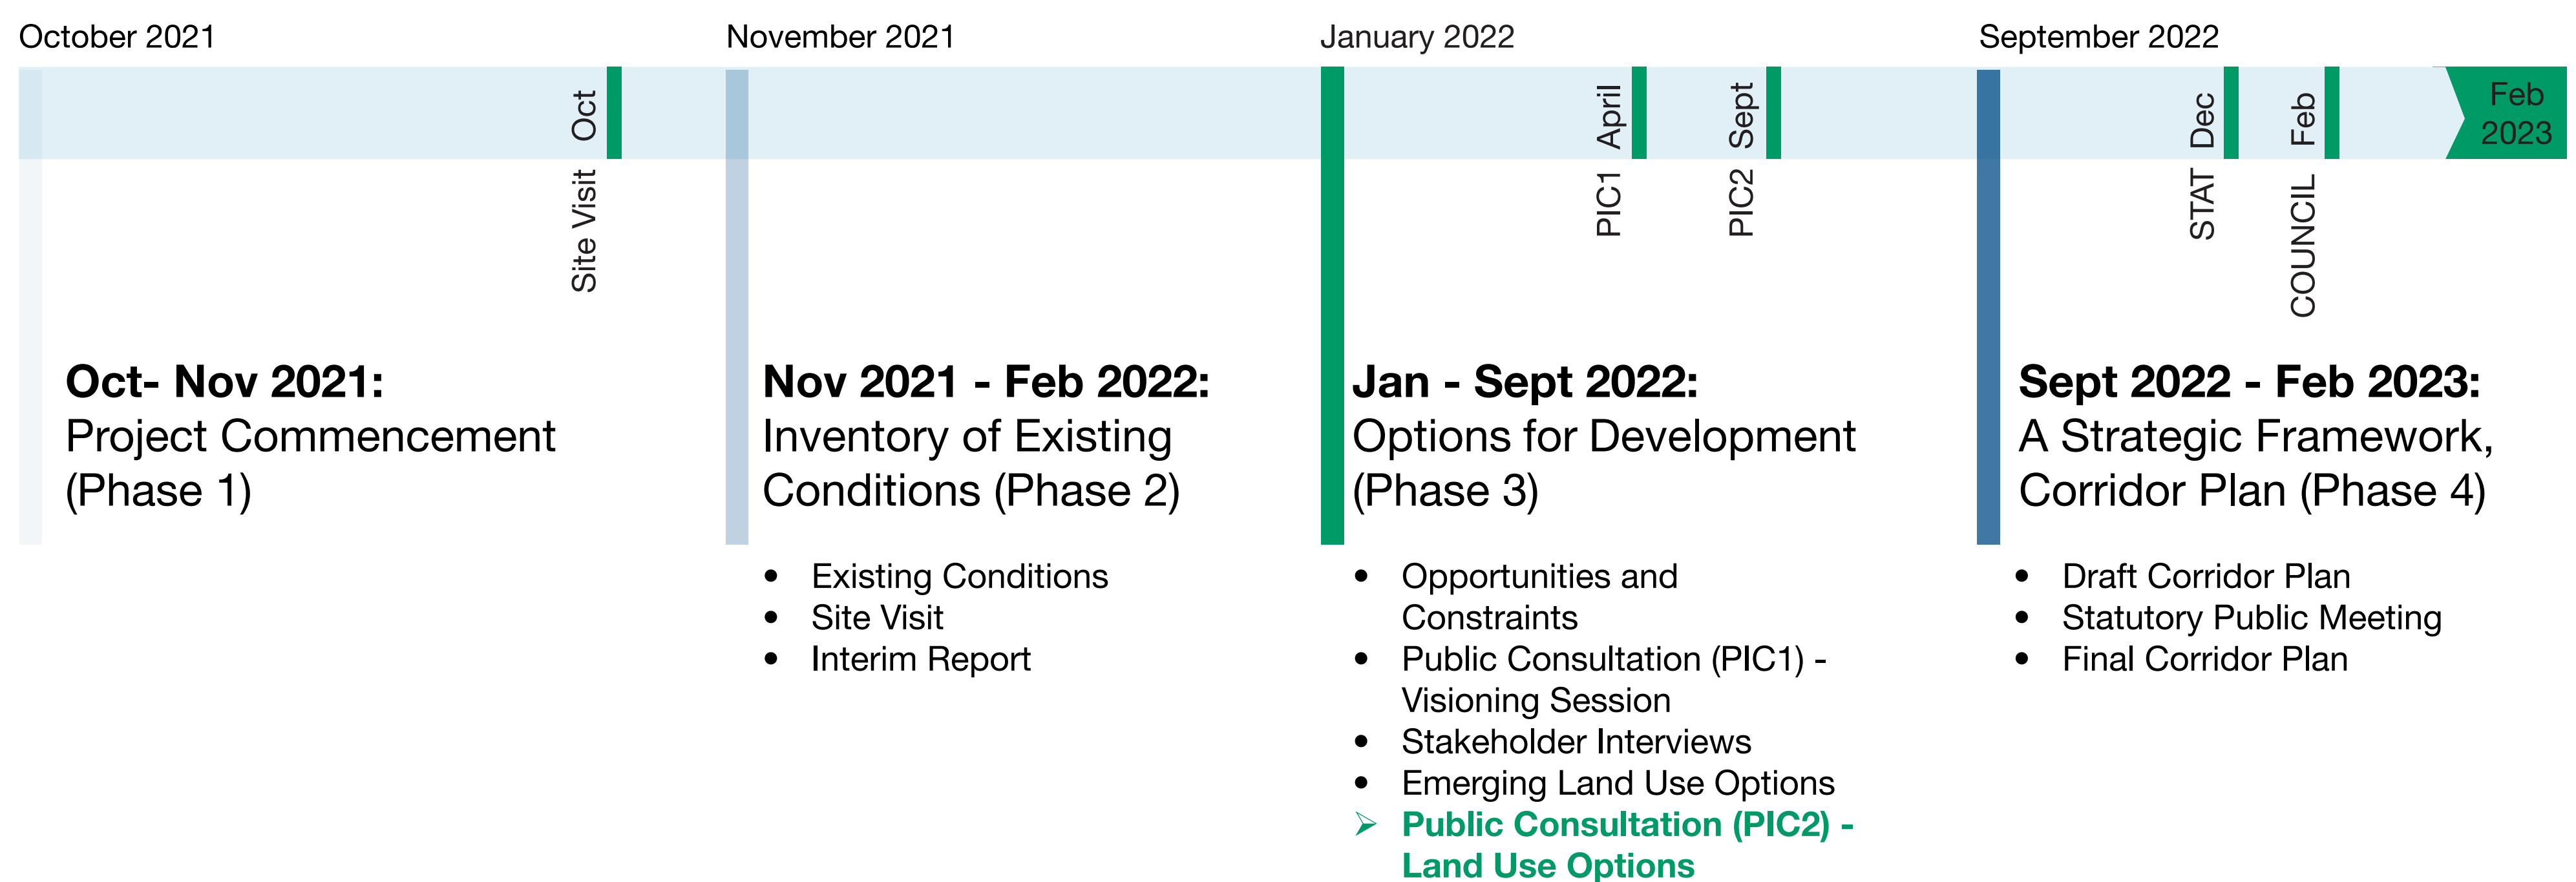 October 2021
November 2021
January 2022
September 2022
Site Visit Oct
PIC1 April
PIC2 Sept
STAT Dec
COUNCIL Feb
Feb
2023
Oct- Nov 2021:
Project Commencement
(Phase 1)
Nov 2021 - Feb 2022:
Inventory of Existing
Conditions (Phase 2)
• Existing Conditions
• Site Visit
• Interim Report
Jan - Sept 2022:
Options for Development
(Phase 3)
• Opportunities and
Constraints
• Public Consultation (PIC1) -
Visioning Session
• Stakeholder Interviews
• Emerging Land Use Options
➢ Public Consultation (PIC2) -
Land Use Options
Sept 2022 - Feb 2023:
A Strategic Framework,
Corridor Plan (Phase 4)
• Draft Corridor Plan
• Statutory Public Meeting
• Final Corridor Plan